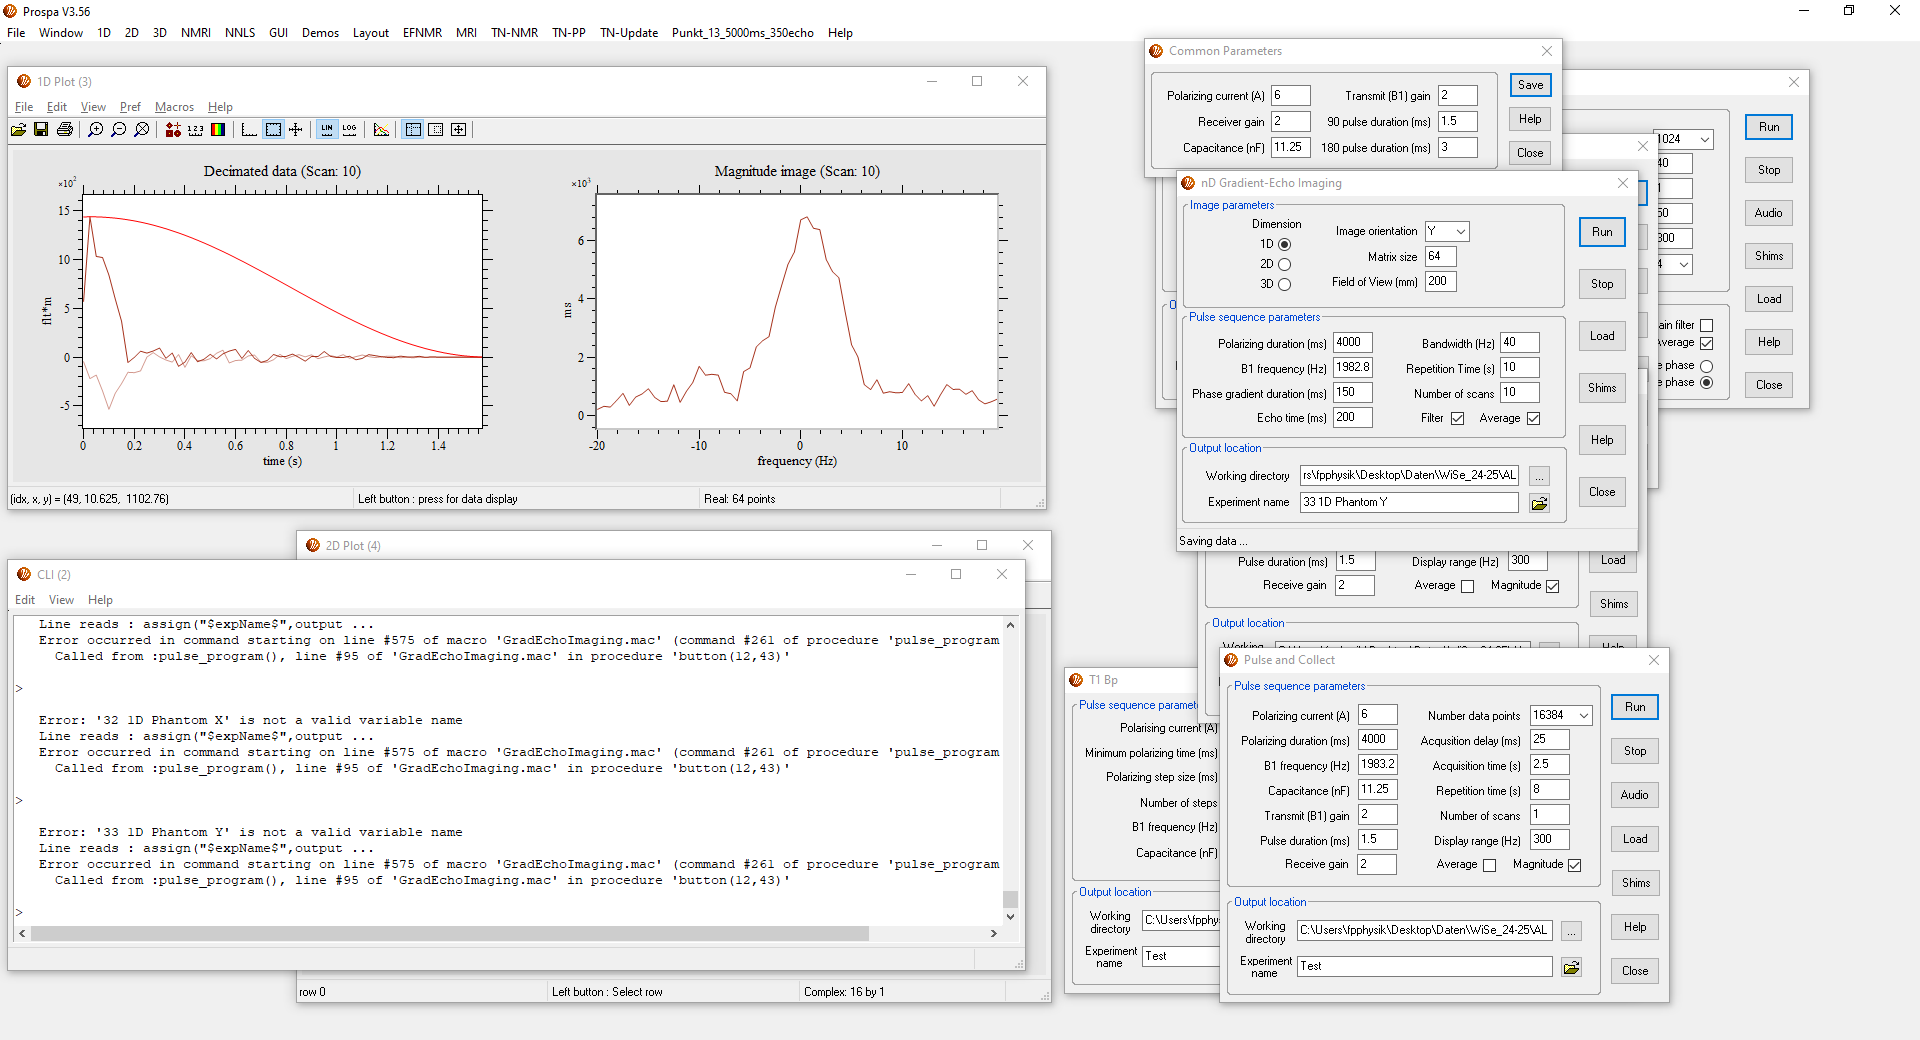 Prospa V3.56
File Window 1D 2D 3D NMRI NNLS GUI Demos Layout EFNMR MRI TN-NMR TN-PP TN-Update Punkt_13_5000ms_350echo Help
1D Plot (3)
File Edit View Pref Macros Help
1 2 3
LIN LOG
Decimated data (Scan: 10)
×10²
15
10
5
0
-5
flt*m
0 0.2 0.4 0.6 0.8 1 1.2 1.4
time (s)
Magnitude image (Scan: 10)
×10³
6
4
2
0
ms
-20 -10 0 10
frequency (Hz)
(idx, x, y) = (49, 10.625, 1102.76)
Left button : press for data display
Real: 64 points
2D Plot (4)
row 0
Left button : Select row
Complex: 16 by 1
CLI (2)
Edit View Help
Line reads : assign("$expName$",output ...
Error occurred in command starting on line #575 of macro 'GradEchoImaging.mac' (command #261 of procedure 'pulse_program
Called from :pulse_program(), line #95 of 'GradEchoImaging.mac' in procedure 'button(12,43)'
>
Error: '32 1D Phantom X' is not a valid variable name
Line reads : assign("$expName$",output ...
Error occurred in command starting on line #575 of macro 'GradEchoImaging.mac' (command #261 of procedure 'pulse_program
Called from :pulse_program(), line #95 of 'GradEchoImaging.mac' in procedure 'button(12,43)'
>
Error: '33 1D Phantom Y' is not a valid variable name
Line reads : assign("$expName$",output ...
Error occurred in command starting on line #575 of macro 'GradEchoImaging.mac' (command #261 of procedure 'pulse_program
Called from :pulse_program(), line #95 of 'GradEchoImaging.mac' in procedure 'button(12,43)'
>
Common Parameters
Polarizing current (A) 6 Transmit (B1) gain 2
Receiver gain 2 90 pulse duration (ms) 1.5
Capacitance (nF) 11.25 180 pulse duration (ms) 3
Save
Help
Close
1024
40
1
50
300
4
ain filter
Average
e phase
e phase
Run
Stop
Audio
Shims
Load
Help
Close
nD Gradient-Echo Imaging
Image parameters
Dimension
1D
2D
3D
Image orientation Y
Matrix size 64
Field of View (mm) 200
Pulse sequence parameters
Polarizing duration (ms) 4000 Bandwidth (Hz) 40
B1 frequency (Hz) 1982.8 Repetition Time (s) 10
Phase gradient duration (ms) 150 Number of scans 10
Echo time (ms) 200 Filter Average
Output location
Working directory rs\fpphysik\Desktop\Daten\WiSe_24-25\AL ...
Experiment name 33 1D Phantom Y
Saving data ...
Run
Stop
Load
Shims
Help
Close
Pulse duration (ms) 1.5 Display range (Hz) 300
Receive gain 2 Average Magnitude
Output location
Working
Load
Shims
Help
T1 Bp
Pulse sequence paramete
Polarising current (A)
Minimum polarizing time (ms)
Polarizing step size (ms)
Number of steps
B1 frequency (Hz)
Capacitance (nF)
Output location
Working directory C:\Users\fpphys
Experiment name Test
Pulse and Collect
Pulse sequence parameters
Polarizing current (A) 6 Number data points 16384
Polarizing duration (ms) 4000 Acqusition delay (ms) 25
B1 frequency (Hz) 1983.2 Acquisition time (s) 2.5
Capacitance (nF) 11.25 Repetition time (s) 8
Transmit (B1) gain 2 Number of scans 1
Pulse duration (ms) 1.5 Display range (Hz) 300
Receive gain 2 Average Magnitude
Output location
Working directory C:\Users\fpphysik\Desktop\Daten\WiSe_24-25\AL ...
Experiment name Test
Run
Stop
Audio
Load
Shims
Help
Close